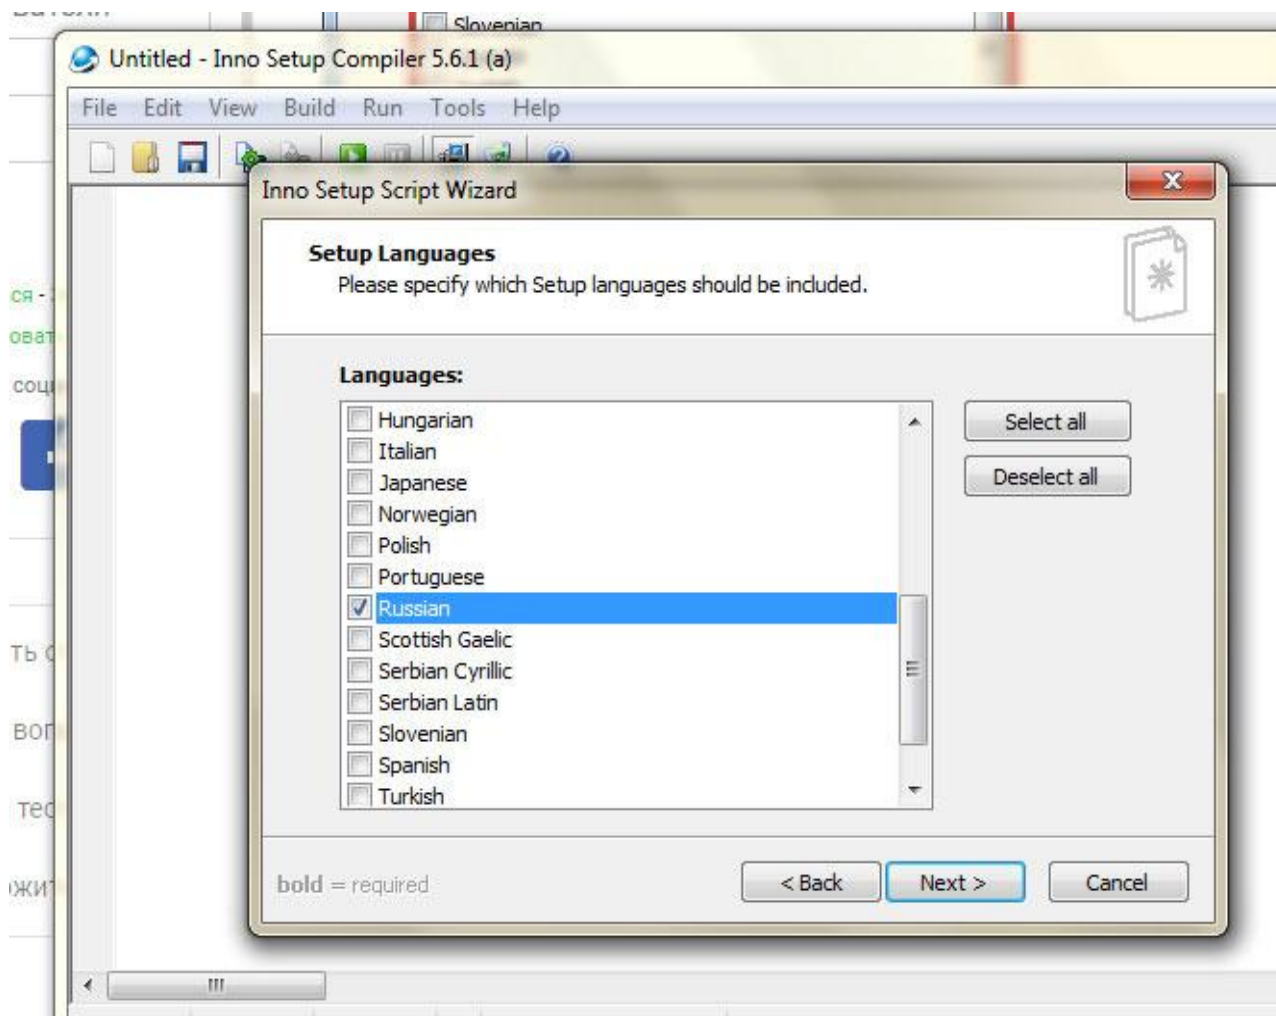 Slovenian
Untitled - Inno Setup Compiler 5.6.1 (a)
File Edit View Build Run Tools Help
Inno Setup Script Wizard
Setup Languages
Please specify which Setup languages should be included.
ся -
Languages:
Hungarian
Italian
Japanese
Norwegian
Polish
Portuguese
Russian
Scottish Gaelic
Serbian Cyrillic
Serbian Latin
Slovenian
Spanish
Turkish
Select all
Deselect all
bold = required
< Back Next > Cancel